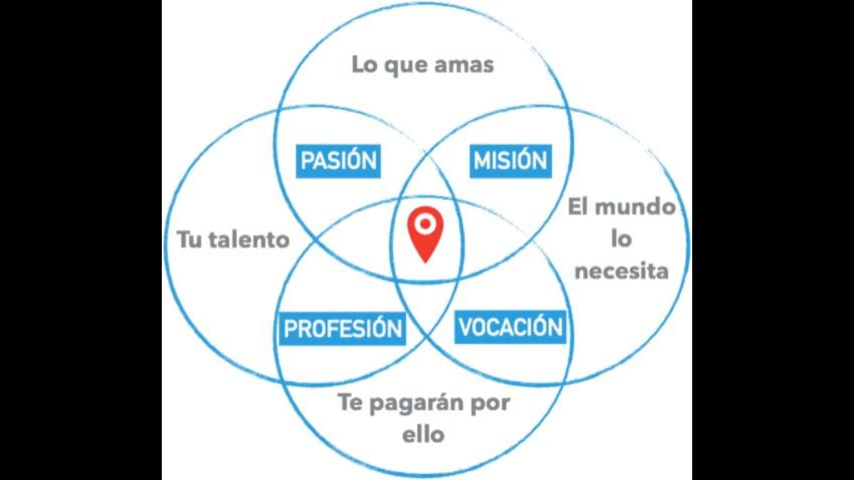 Lo que amas
PASIÓN
MISIÓN
Tu talento
El mundo
lo
necesita
PROFESIÓN
VOCACIÓN
Te pagarán por
ello